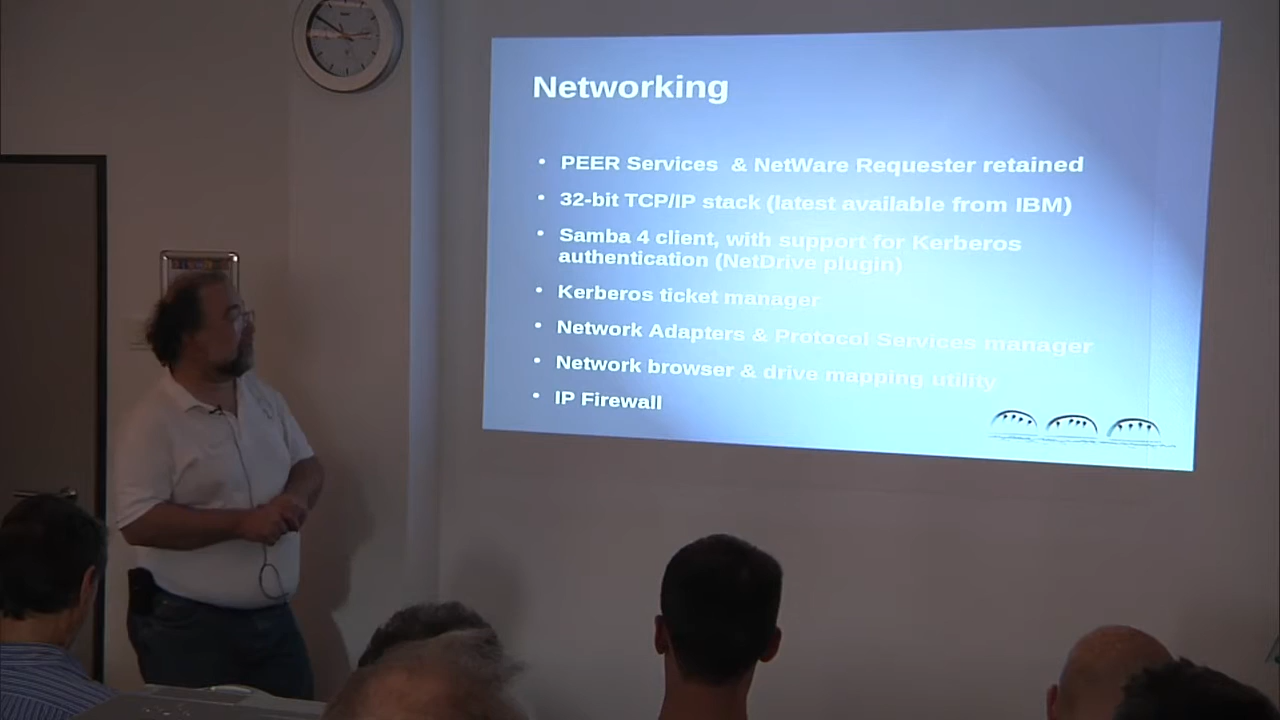 Networking
• PEER Services & NetWare Requester retained
• 32-bit TCP/IP stack (latest available from IBM)
• Samba 4 client, with support for Kerberos
authentication (NetDrive plugin)
• Kerberos ticket manager
• Network Adapters & Protocol Services manager
• Network browser & drive mapping utility
• IP Firewall